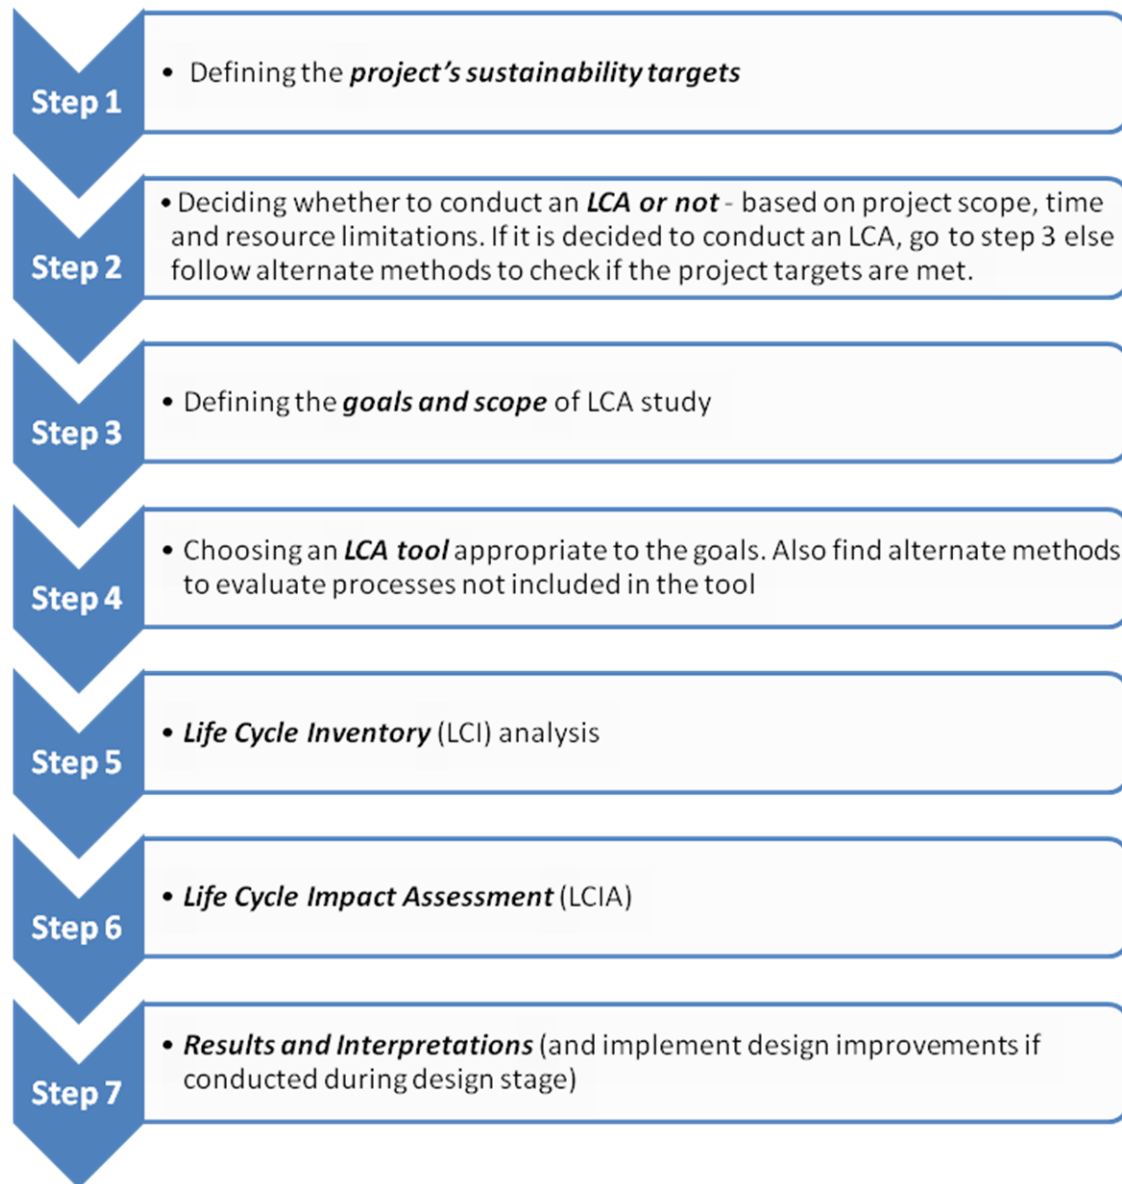 Step 1
• Defining the project's sustainability targets
Step 2
• Deciding whether to conduct an LCA or not - based on project scope, time
and resource limitations. If it is decided to conduct an LCA, go to step 3 else
follow alternate methods to check if the project targets are met.
Step 3
• Defining the goals and scope of LCA study
Step 4
• Choosing an LCA tool appropriate to the goals. Also find alternate methods
to evaluate processes not included in the tool
Step 5
• Life Cycle Inventory (LCI) analysis
Step 6
• Life Cycle Impact Assessment (LCIA)
Step 7
• Results and Interpretations (and implement design improvements if
conducted during design stage)